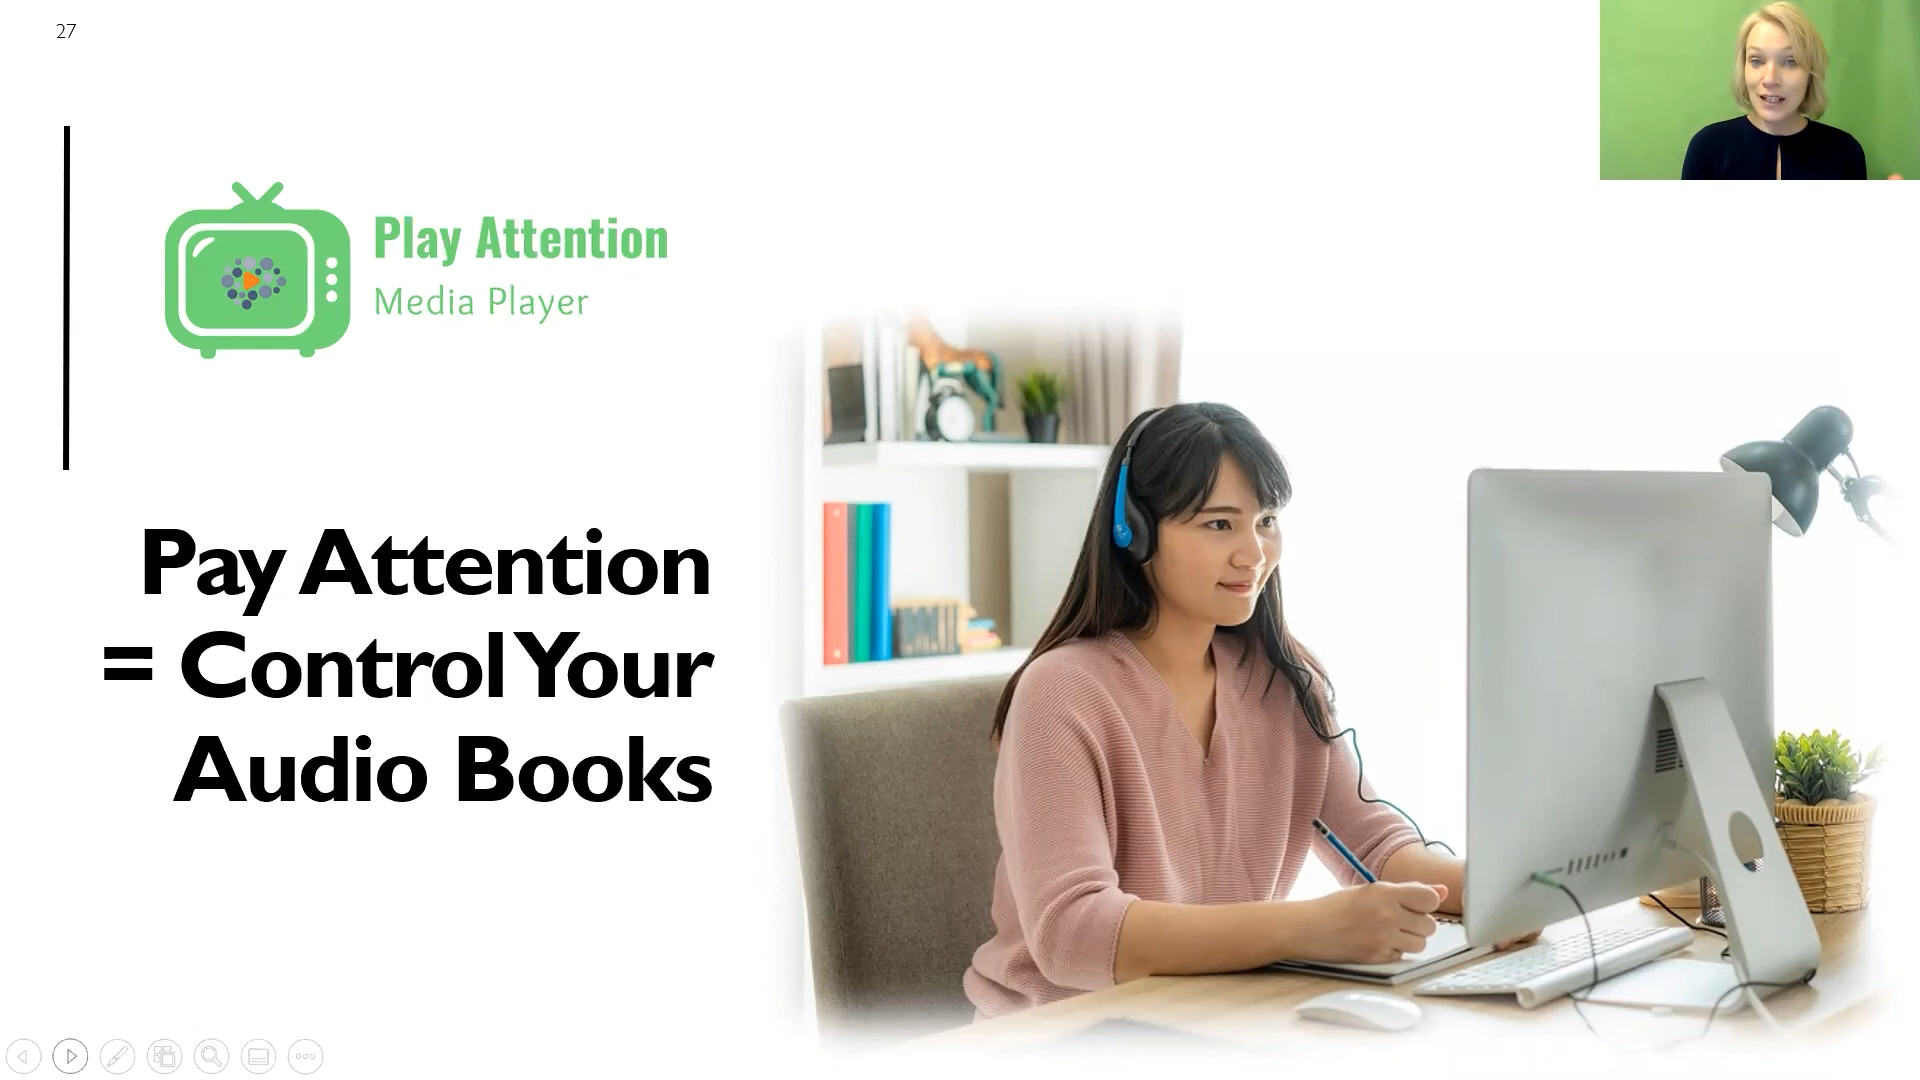 27
Play Attention
Media Player
Pay Attention
= Control Your
Audio Books